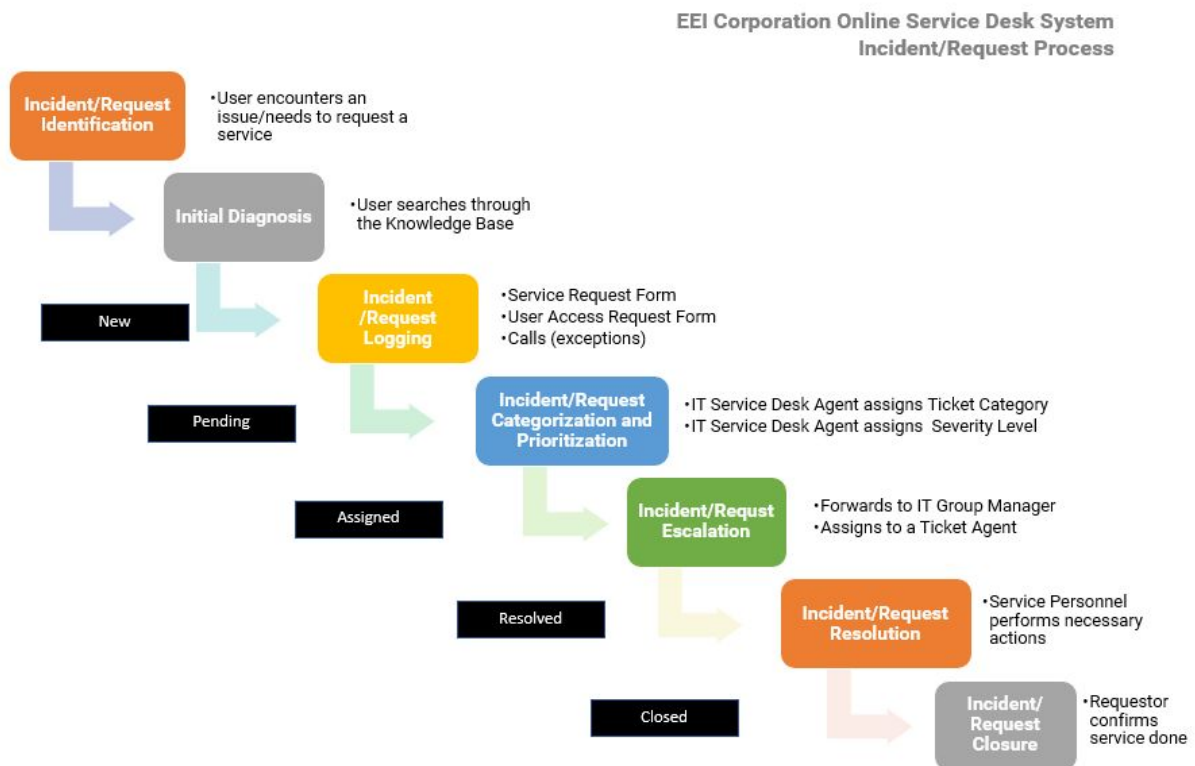 EEI Corporation Online Service Desk System
Incident/Request Process
Incident/Request
Identification
•User encounters an
issue/needs to request a
service
Initial Diagnosis
•User searches through
the Knowledge Base
New
Incident
/Request
Logging
•Service Request Form
•User Access Request Form
•Calls (exceptions)
Pending
Incident/Request
Categorization and
Prioritization
•IT Service Desk Agent assigns Ticket Category
•IT Service Desk Agent assigns Severity Level
Assigned
Incident/Requst
Escalation
•Forwards to IT Group Manager
•Assigns to a Ticket Agent
Resolved
Incident/Request
Resolution
•Service Personnel
performs necessary
actions
Closed
Incident/
Request
Closure
•Requestor
confirms
service done